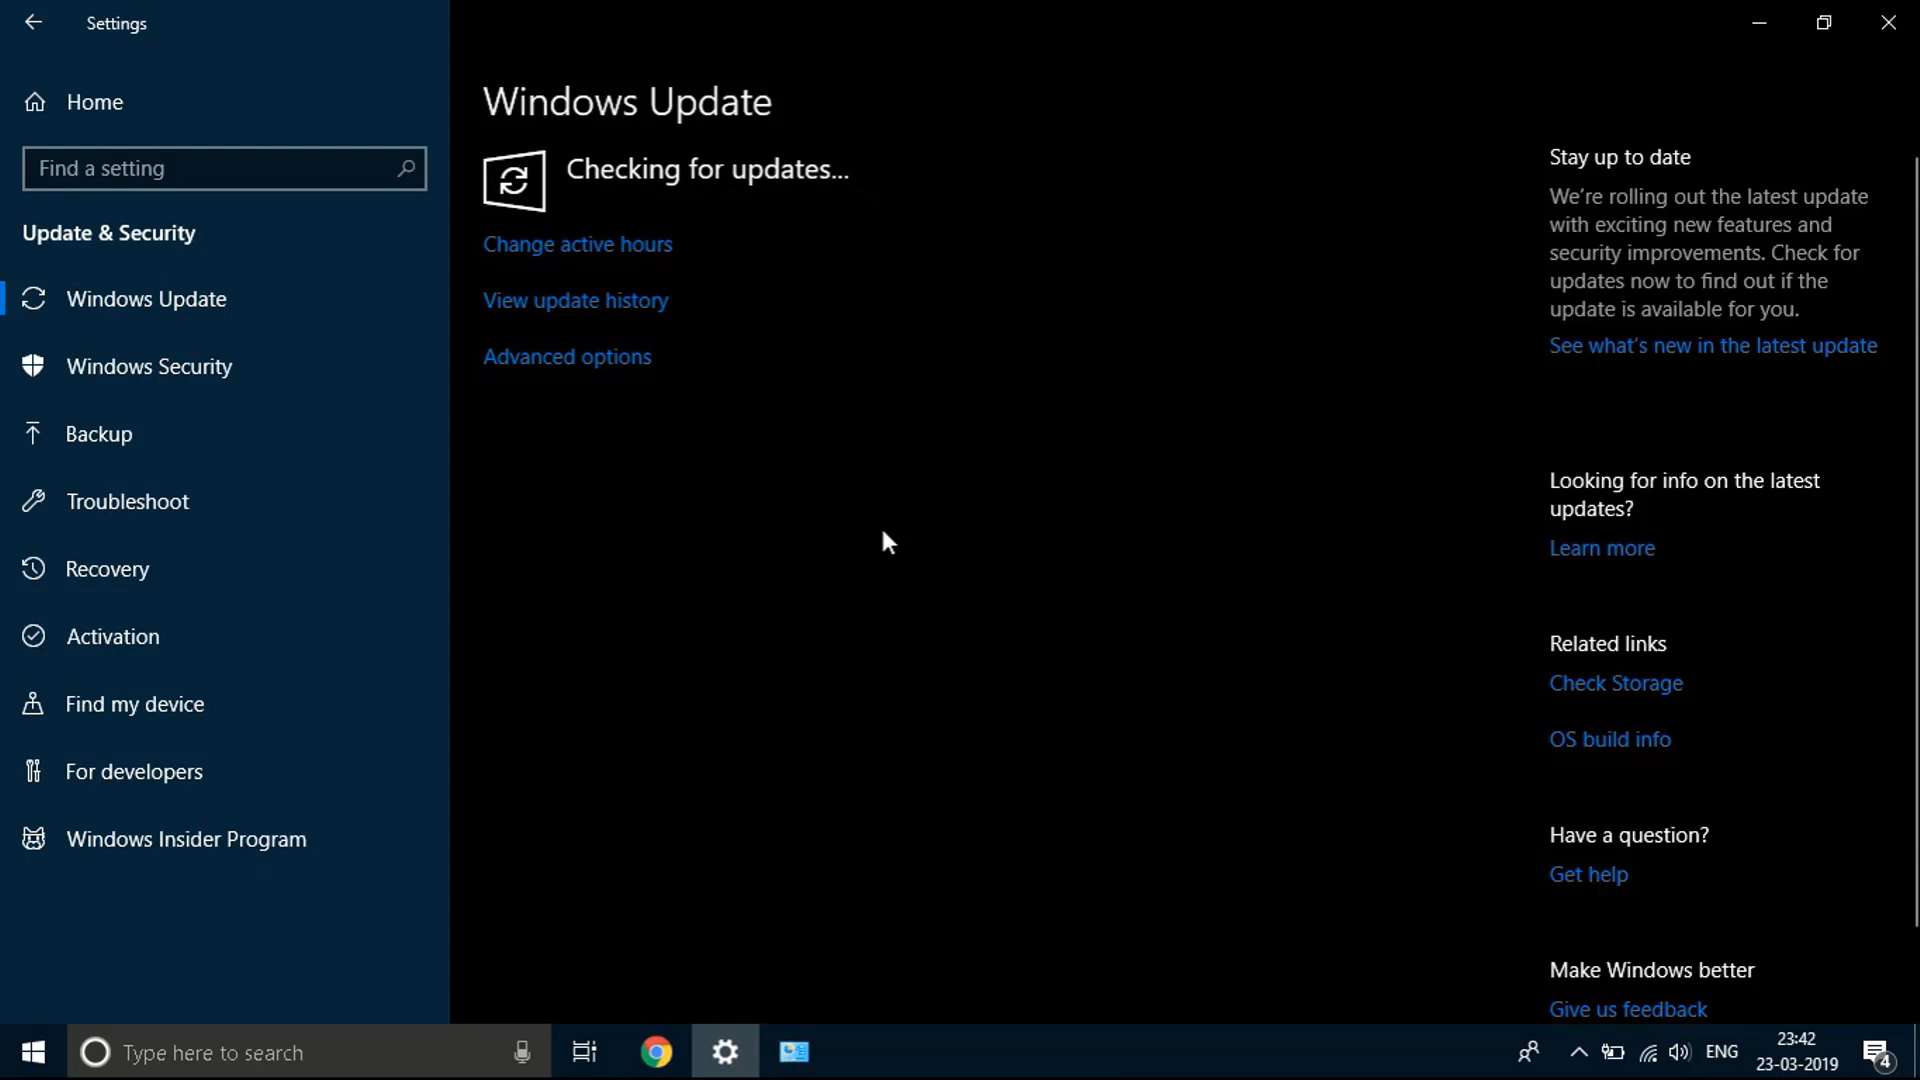 Settings
Home
Find a setting
Update & Security
Windows Update
Windows Security
Backup
Troubleshoot
Recovery
Activation
Find my device
For developers
Windows Insider Program
Windows Update
Checking for updates...
Change active hours
View update history
Advanced options
Stay up to date
We're rolling out the latest update
with exciting new features and
security improvements. Check for
updates now to find out if the
update is available for you.
See what's new in the latest update
Looking for info on the latest
updates?
Learn more
Related links
Check Storage
OS build info
Have a question?
Get help
Make Windows better
Give us feedback
Type here to search
ENG
23:42
23-03-2019
4